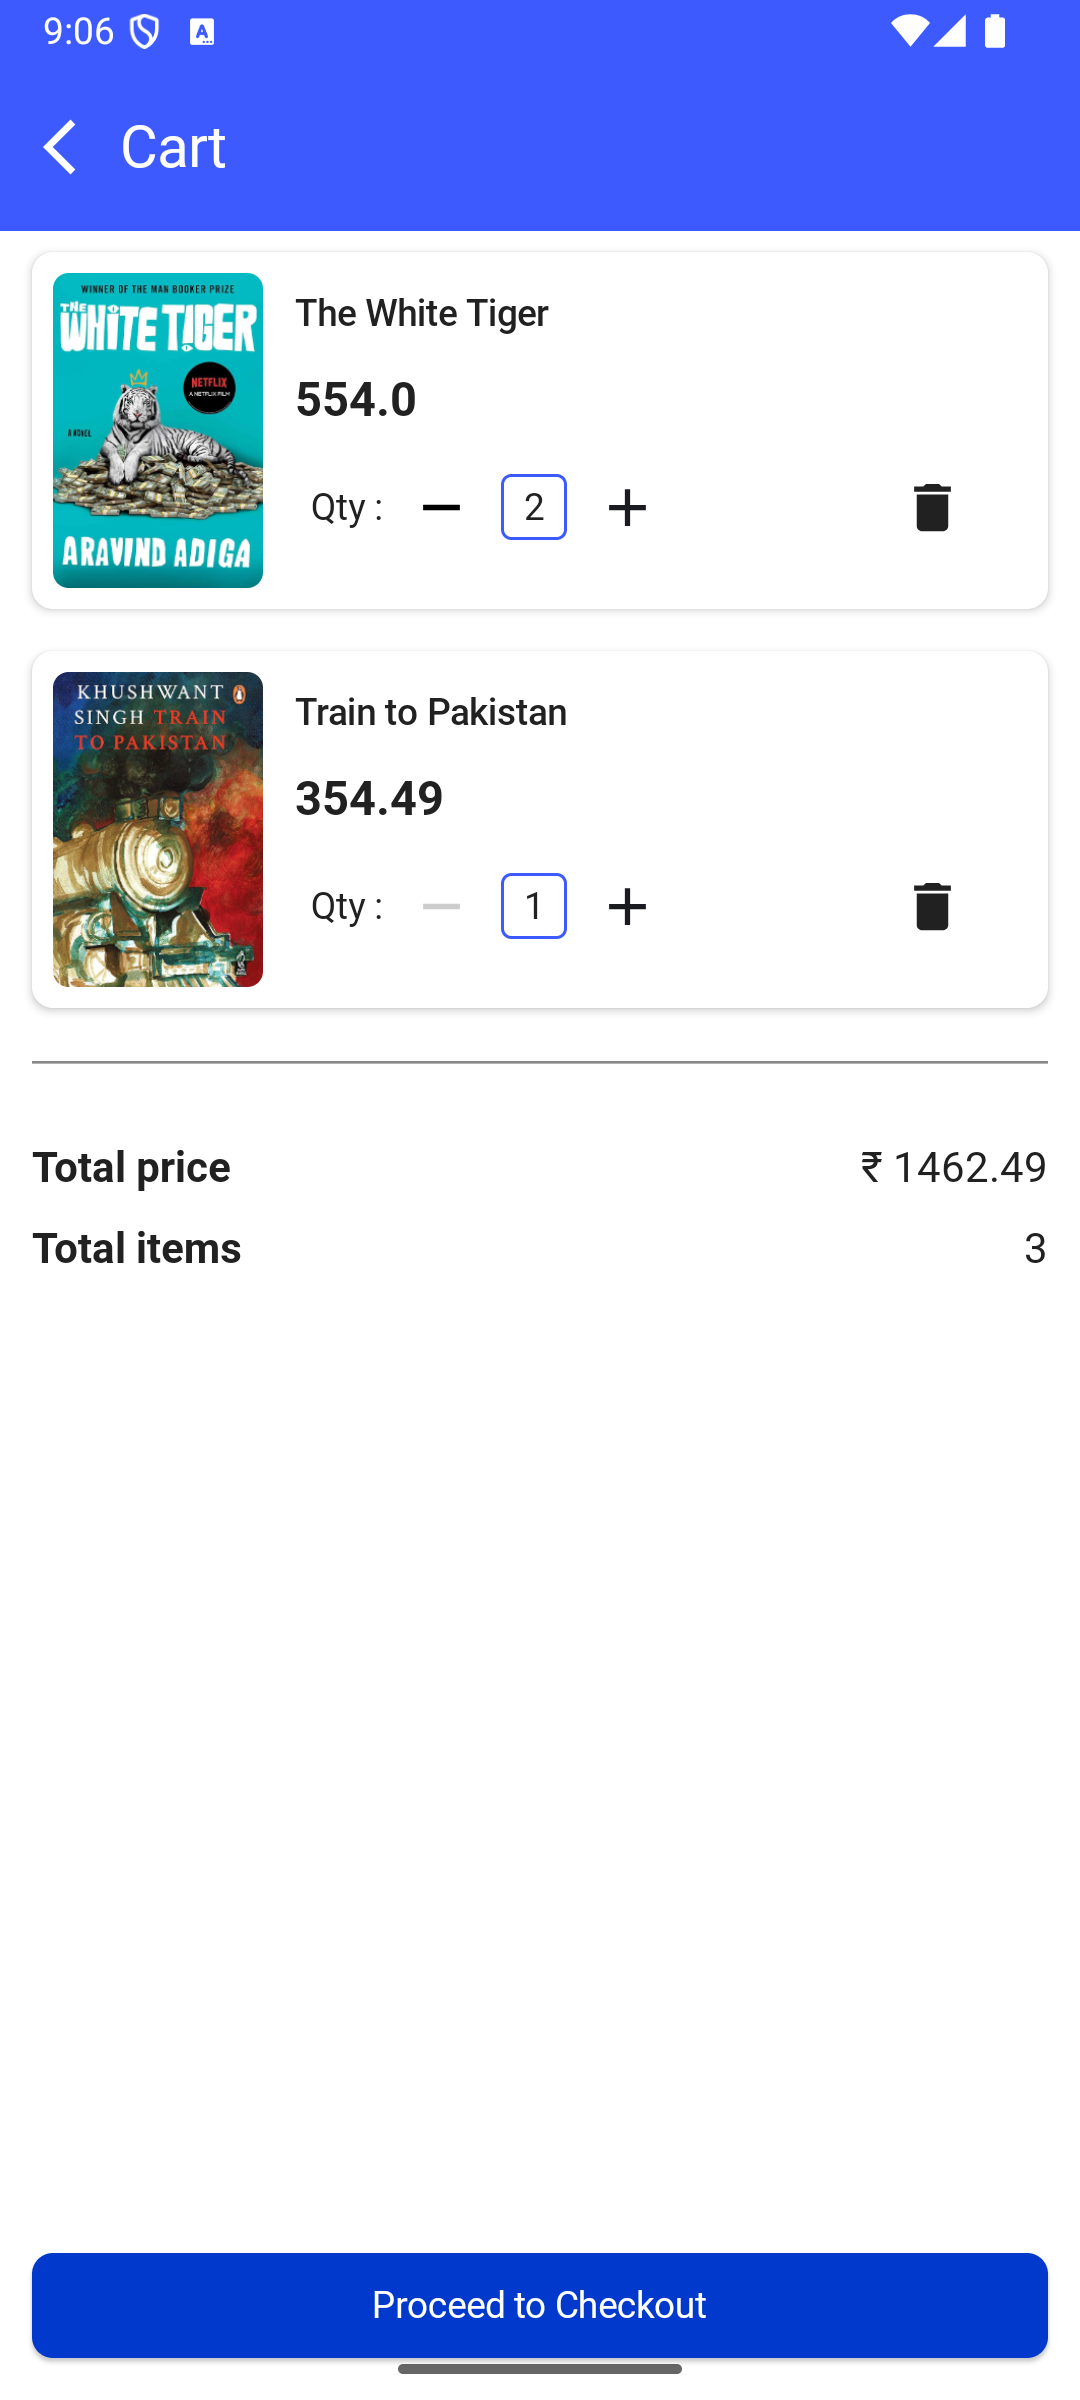 9:06
Cart
WINNER OF THE MAN BOOKER PRIZE
THE
WHITE TIGER
NETFLIX
A NETFLIX FILM
A NOVEL
ARAVIND ADIGA
The White Tiger
554.0
Qty : 2
KHUSHWANT
SINGH TRAIN
TO PAKISTAN
Train to Pakistan
354.49
Qty : 1
Total price ₹ 1462.49
Total items 3
Proceed to Checkout